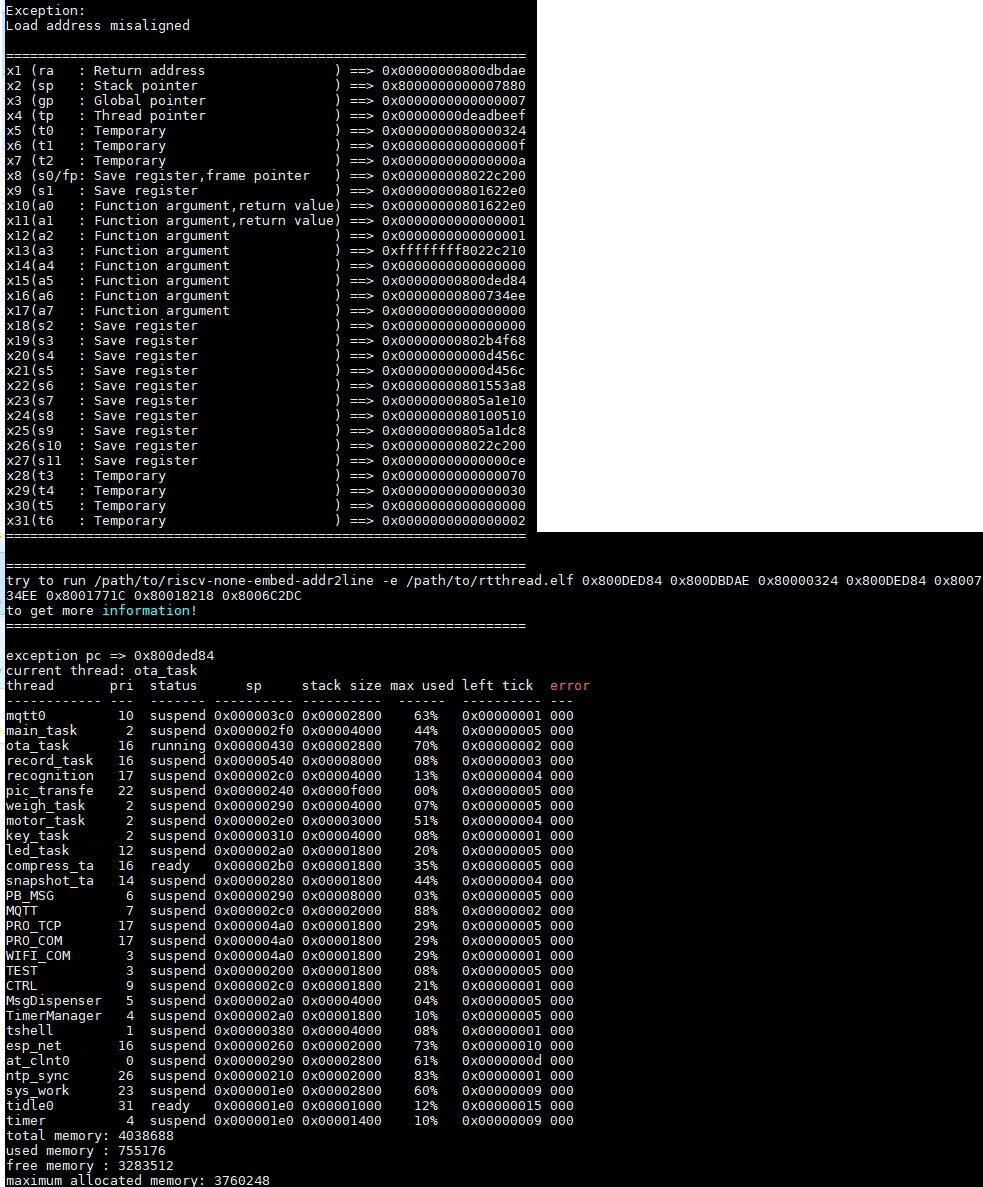 Exception:
Load address misaligned
=================================================================
x1 (ra   : Return address                ) ==> 0x00000000800dbdae
x2 (sp   : Stack pointer                 ) ==> 0x8000000000007880
x3 (gp   : Global pointer                ) ==> 0x0000000000000007
x4 (tp   : Thread pointer                ) ==> 0x00000000deadbeef
x5 (t0   : Temporary                     ) ==> 0x0000000080000324
x6 (t1   : Temporary                     ) ==> 0x000000000000000f
x7 (t2   : Temporary                     ) ==> 0x000000000000000a
x8 (s0/fp: Save register,frame pointer   ) ==> 0x000000008022c200
x9 (s1   : Save register                 ) ==> 0x00000000801622e0
x10(a0   : Function argument,return value) ==> 0x00000000801622e0
x11(a1   : Function argument,return value) ==> 0x0000000000000001
x12(a2   : Function argument             ) ==> 0x0000000000000001
x13(a3   : Function argument             ) ==> 0xffffffff8022c210
x14(a4   : Function argument             ) ==> 0x0000000000000000
x15(a5   : Function argument             ) ==> 0x00000000800ded84
x16(a6   : Function argument             ) ==> 0x00000000800734ee
x17(a7   : Function argument             ) ==> 0x0000000000000000
x18(s2   : Save register                 ) ==> 0x0000000000000000
x19(s3   : Save register                 ) ==> 0x00000000802b4f68
x20(s4   : Save register                 ) ==> 0x00000000000d456c
x21(s5   : Save register                 ) ==> 0x00000000000d456c
x22(s6   : Save register                 ) ==> 0x00000000801553a8
x23(s7   : Save register                 ) ==> 0x00000000805a1e10
x24(s8   : Save register                 ) ==> 0x0000000080100510
x25(s9   : Save register                 ) ==> 0x00000000805a1dc8
x26(s10  : Save register                 ) ==> 0x000000008022c200
x27(s11  : Save register                 ) ==> 0x00000000000000ce
x28(t3   : Temporary                     ) ==> 0x0000000000000070
x29(t4   : Temporary                     ) ==> 0x0000000000000030
x30(t5   : Temporary                     ) ==> 0x0000000000000000
x31(t6   : Temporary                     ) ==> 0x0000000000000002
=================================================================
=================================================================
try to run /path/to/riscv-none-embed-addr2line -e /path/to/rtthread.elf 0x800DED84 0x800DBDAE 0x80000324 0x800DED84 0x8007
34EE 0x8001771C 0x80018218 0x8006C2DC
to get more information!
=================================================================
exception pc => 0x800ded84
current thread: ota_task
thread       pri  status      sp     stack size max used left tick  error
------------ ---  ------- ---------- ----------  ------  ---------- ---
mqtt0         10  suspend 0x000003c0 0x00002800    63%   0x00000001 000
main_task      2  suspend 0x000002f0 0x00004000    44%   0x00000005 000
ota_task      16  running 0x00000430 0x00002800    70%   0x00000002 000
record_task   16  suspend 0x00000540 0x00008000    08%   0x00000003 000
recognition   17  suspend 0x000002c0 0x00004000    13%   0x00000004 000
pic_transfe   22  suspend 0x00000240 0x0000f000    00%   0x00000005 000
weigh_task     2  suspend 0x00000290 0x00004000    07%   0x00000005 000
motor_task     2  suspend 0x000002e0 0x00003000    51%   0x00000004 000
key_task       2  suspend 0x00000310 0x00004000    08%   0x00000001 000
led_task      12  suspend 0x000002a0 0x00001800    20%   0x00000005 000
compress_ta   16  ready   0x000002b0 0x00001800    35%   0x00000005 000
snapshot_ta   14  suspend 0x00000280 0x00001800    44%   0x00000004 000
PB_MSG         6  suspend 0x00000290 0x00008000    03%   0x00000005 000
MQTT           7  suspend 0x000002c0 0x00002000    88%   0x00000002 000
PRO_TCP       17  suspend 0x000004a0 0x00001800    29%   0x00000005 000
PRO_COM       17  suspend 0x000004a0 0x00001800    29%   0x00000005 000
WIFI_COM       3  suspend 0x000004a0 0x00001800    29%   0x00000001 000
TEST           3  suspend 0x00000200 0x00001800    08%   0x00000005 000
CTRL           9  suspend 0x000002c0 0x00001800    21%   0x00000001 000
MsgDispenser   5  suspend 0x000002a0 0x00004000    04%   0x00000005 000
TimerManager   4  suspend 0x000002a0 0x00001800    10%   0x00000005 000
tshell         1  suspend 0x00000380 0x00004000    08%   0x00000001 000
esp_net       16  suspend 0x00000260 0x00002000    73%   0x00000010 000
at_clnt0       0  suspend 0x00000290 0x00002800    61%   0x0000000d 000
ntp_sync      26  suspend 0x00000210 0x00002000    83%   0x00000001 000
sys_work      23  suspend 0x000001e0 0x00002800    60%   0x00000009 000
tidle0        31  ready   0x000001e0 0x00001000    12%   0x00000015 000
timer          4  suspend 0x000001e0 0x00001400    10%   0x00000009 000
total memory: 4038688
used memory : 755176
free memory : 3283512
maximum allocated memory: 3760248